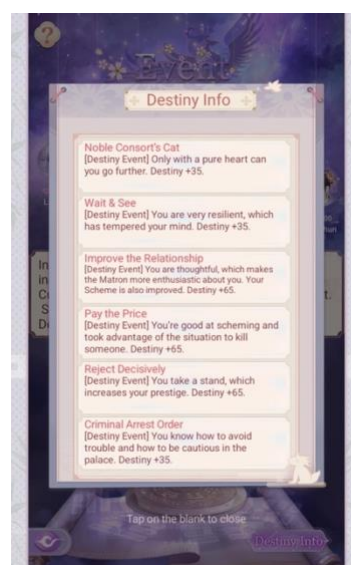 ?
Event
Destiny Info
Noble Consort's Cat
[Destiny Event] Only with a pure heart can
you go further. Destiny +35.
Wait & See
[Destiny Event] You are very resilient, which
has tempered your mind. Destiny +35.
Improve the Relationship
[Destiny Event] You are thoughtful, which makes
the Matron more enthusiastic about you. Your
Scheme is also improved. Destiny +65.
Pay the Price
[Destiny Event] You're good at scheming and
took advantage of the situation to kill
someone. Destiny +65.
Reject Decisively
[Destiny Event] You take a stand, which
increases your prestige. Destiny +65.
Criminal Arrest Order
[Destiny Event] You know how to avoid
trouble and how to be cautious in the
palace. Destiny +35.
Tap on the blank to close
Destiny Info